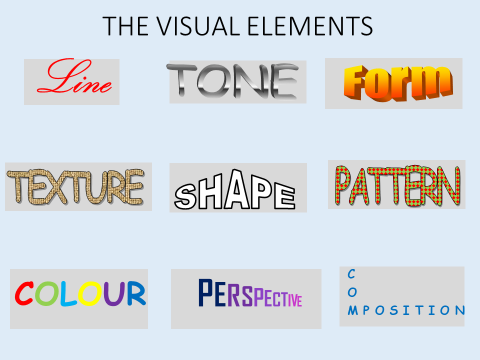 THE VISUAL ELEMENTS
Line
TONE
Form
TEXTURE
SHAPE
PATTERN
COLOUR
PERSPECTIVE
COMPOSITION